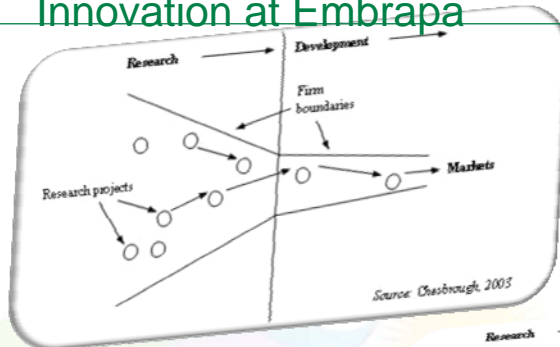 Innovation at Embrapa
Research
Development
Firm
boundaries
Markets
Research projects
Source: Chesbrough, 2003
Research